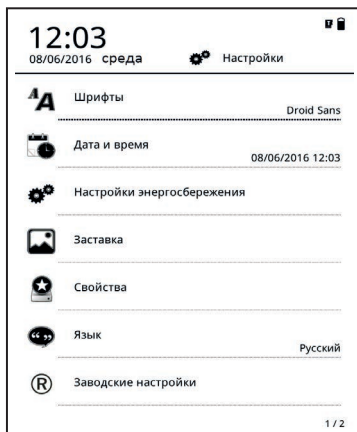 12:03
08/06/2016 среда
Настройки
Шрифты
Droid Sans
Дата и время
08/06/2016 12:03
Настройки энергосбережения
Заставка
Свойства
Язык
Русский
Заводские настройки
1 / 2